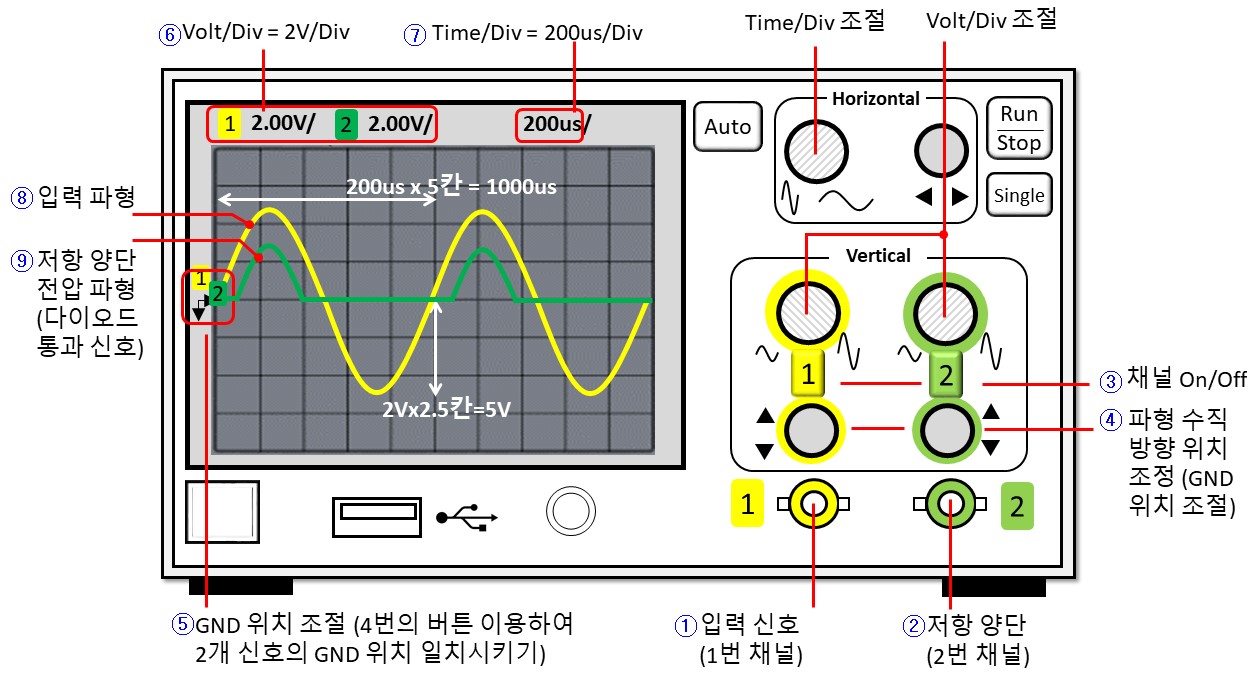 ⑥Volt/Div = 2V/Div
⑦ Time/Div = 200us/Div
Time/Div 조절
Volt/Div 조절
1 2.00V/ 2 2.00V/ 200us/
Auto
Horizontal
Run
Stop
Single
200us x 5칸 = 1000us
⑧ 입력 파형
⑨ 저항 양단
전압 파형
(다이오드
통과 신호)
1
2
2Vx2.5칸=5V
Vertical
1
2
③ 채널 On/Off
④ 파형 수직
방향 위치
조정 (GND
위치 조절)
1
2
⑤GND 위치 조절 (4번의 버튼 이용하여
2개 신호의 GND 위치 일치시키기)
① 입력 신호
(1번 채널)
②저항 양단
(2번 채널)